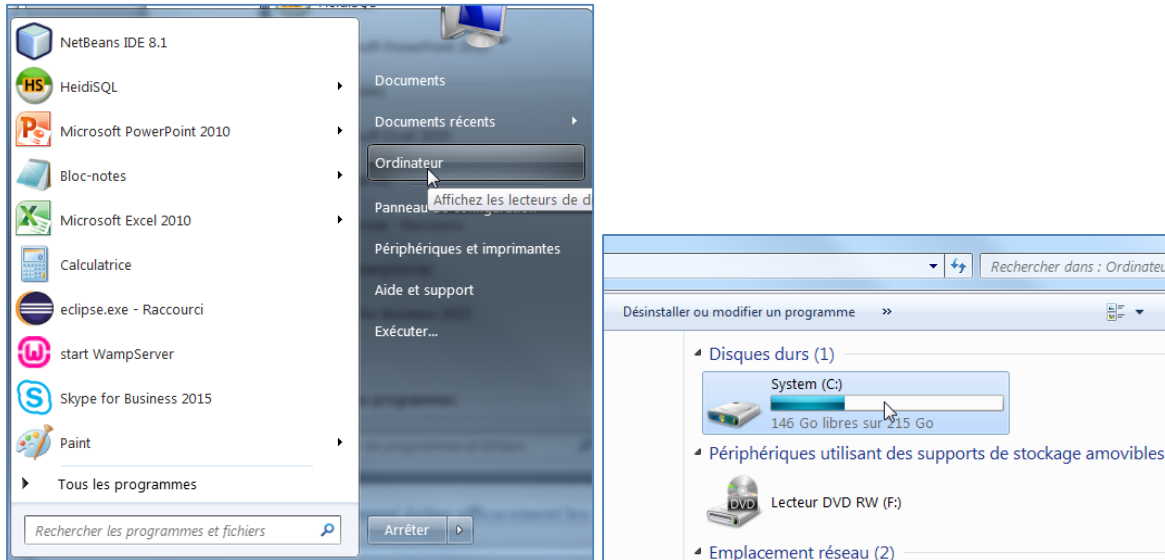 NetBeans IDE 8.1
HeidiSQL
Microsoft PowerPoint 2010
Bloc-notes
Microsoft Excel 2010
Calculatrice
eclipse.exe - Raccourci
start WampServer
Skype for Business 2015
Paint
Tous les programmes
Rechercher les programmes et fichiers
Documents
Documents récents
Ordinateur
Affichez les lecteurs de d
Panneau
Périphériques et imprimantes
Aide et support
Exécuter...
Arrêter
Rechercher dans : Ordinateu
Désinstaller ou modifier un programme »
Disques durs (1)
System (C:)
146 Go libres sur 215 Go
Périphériques utilisant des supports de stockage amovibles
DVD
Lecteur DVD RW (F:)
Emplacement réseau (2)